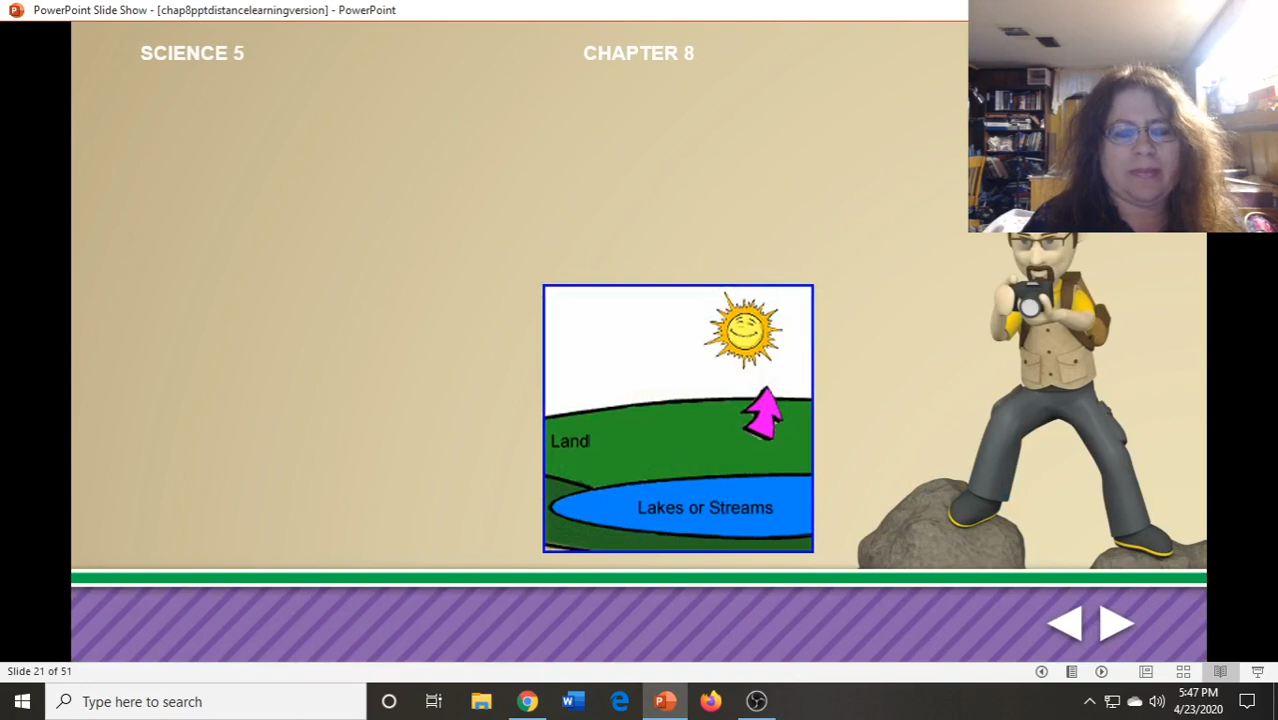 PowerPoint Slide Show - [chap8pptdistancelearningversion] - PowerPoint
SCIENCE 5
CHAPTER 8
Land
Lakes or Streams
Slide 21 of 51
Type here to search
5:47 PM
4/23/2020